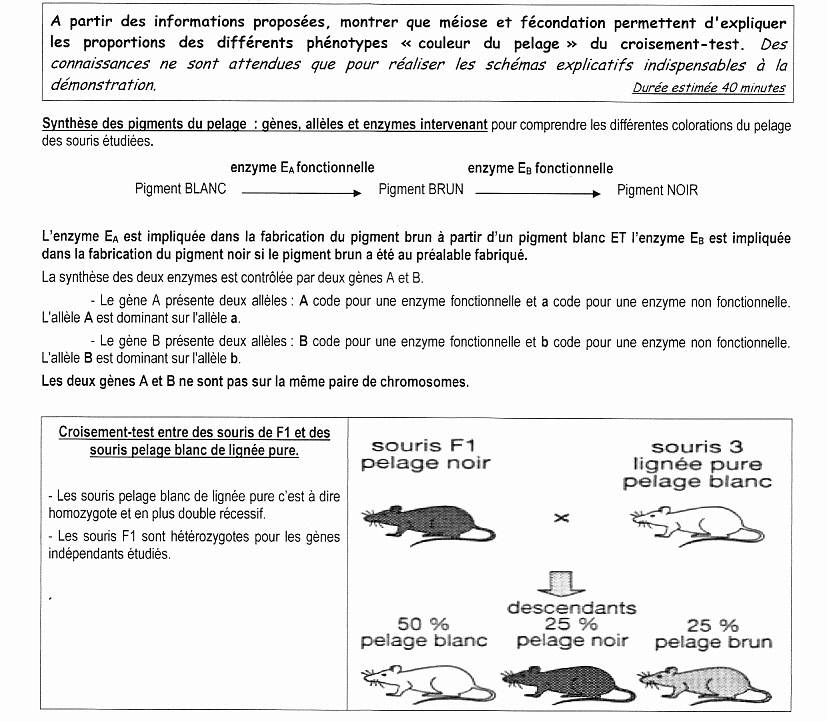 A partir des informations proposées, montrer que méiose et fécondation permettent d'expliquer
les proportions des différents phénotypes « couleur du pelage » du croisement-test. Des
connaissances ne sont attendues que pour réaliser les schémas explicatifs indispensables à la
démonstration. Durée estimée 40 minutes
Synthèse des pigments du pelage : gènes, allèles et enzymes intervenant pour comprendre les différentes colorations du pelage
des souris étudiées.
enzyme EA fonctionnelle enzyme EB fonctionnelle
Pigment BLANC Pigment BRUN Pigment NOIR
L'enzyme EA est impliquée dans la fabrication du pigment brun à partir d'un pigment blanc ET l'enzyme EB est impliquée
dans la fabrication du pigment noir si le pigment brun a été au préalable fabriqué.
La synthèse des deux enzymes est contrôlée par deux gènes A et B.
- Le gène A présente deux allèles : A code pour une enzyme fonctionnelle et a code pour une enzyme non fonctionnelle.
L'allèle A est dominant sur l'allèle a.
- Le gène B présente deux allèles : B code pour une enzyme fonctionnelle et b code pour une enzyme non fonctionnelle.
L'allèle B est dominant sur l'allèle b.
Les deux gènes A et B ne sont pas sur la même paire de chromosomes.
Croisement-test entre des souris de F1 et des
souris pelage blanc de lignée pure.
- Les souris pelage blanc de lignée pure c'est à dire
homozygote et en plus double récessif.
- Les souris F1 sont hétérozygotes pour les gènes
indépendants étudiés.
souris F1
pelage noir
souris 3
lignée pure
pelage blanc
×
descendants
50 % 25 % 25 %
pelage blanc pelage noir pelage brun